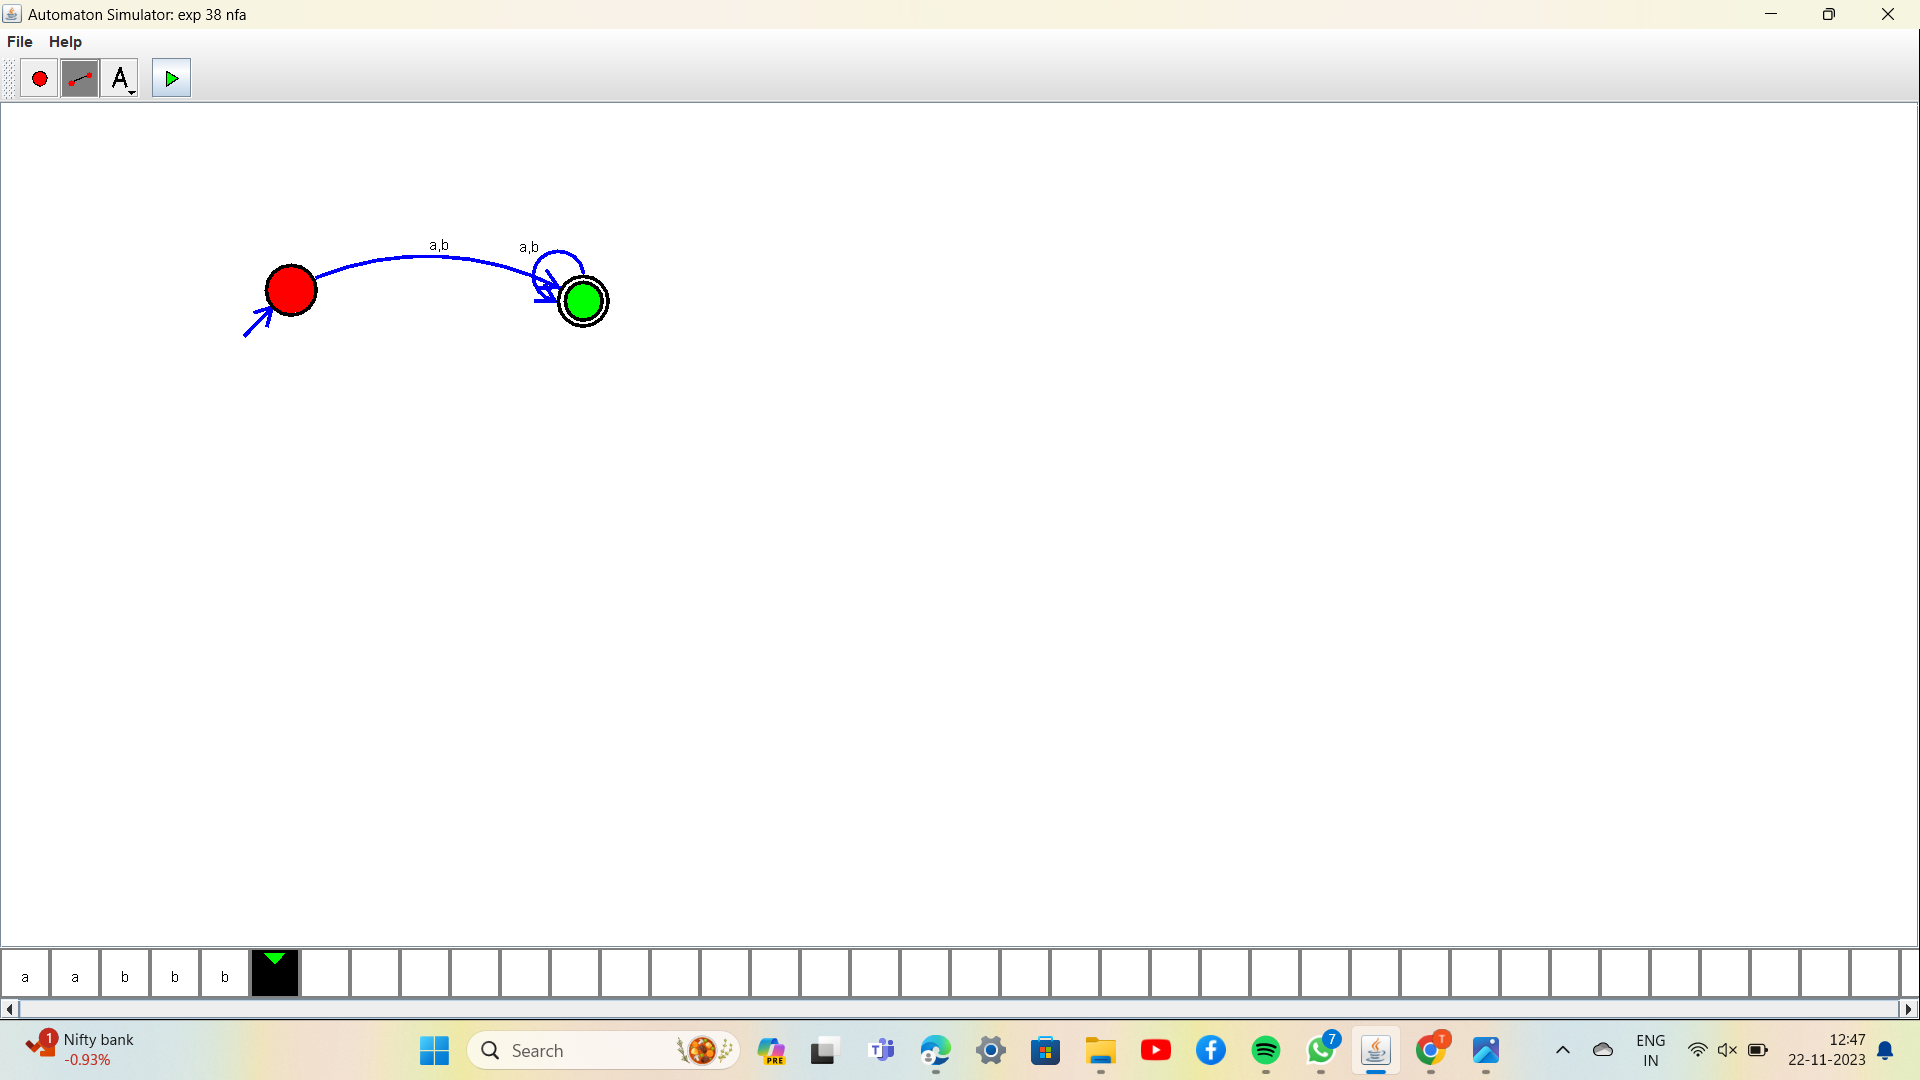 Automaton Simulator: exp 38 nfa
File Help
A
a,b
a,b
a a b b b
1 Nifty bank
-0.93%
Search
PRE
7
T
ENG
IN
12:47
22-11-2023